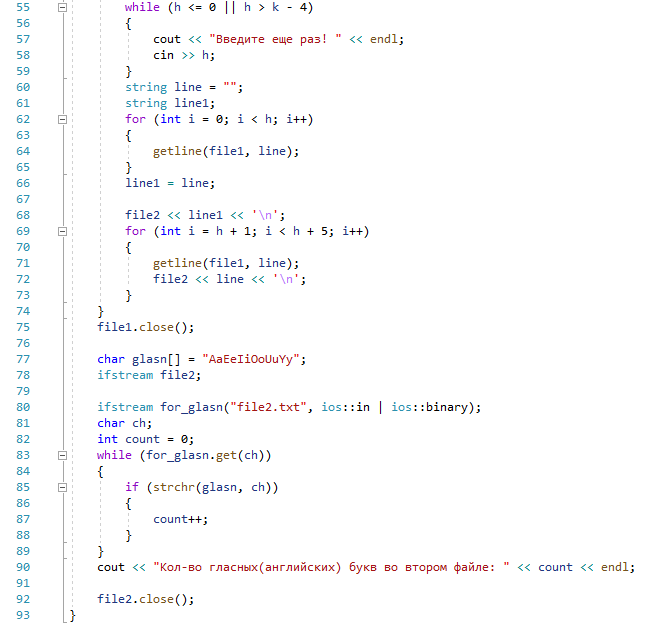 55 while (h <= 0 || h > k - 4)
56 {
57 cout << "Введите еще раз! " << endl;
58 cin >> h;
59 }
60 string line = "";
61 string line1;
62 for (int i = 0; i < h; i++)
63 {
64 getline(file1, line);
65 }
66 line1 = line;
67
68 file2 << line1 << '\n';
69 for (int i = h + 1; i < h + 5; i++)
70 {
71 getline(file1, line);
72 file2 << line << '\n';
73 }
74 }
75 file1.close();
76
77 char glasn[] = "AaEeIiOoUuYy";
78 ifstream file2;
79
80 ifstream for_glasn("file2.txt", ios::in | ios::binary);
81 char ch;
82 int count = 0;
83 while (for_glasn.get(ch))
84 {
85 if (strchr(glasn, ch))
86 {
87 count++;
88 }
89 }
90 cout << "Кол-во гласных(английских) букв во втором файле: " << count << endl;
91
92 file2.close();
93 }